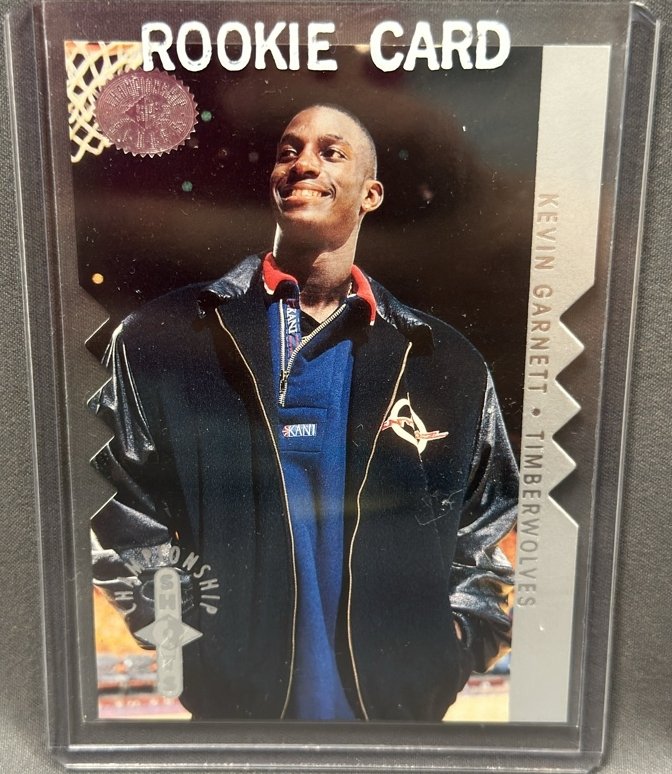 ROOKIE CARD
KEVIN GARNETT • TIMBERWOLVES
KANI
KANI
CHAMPIONSHIP